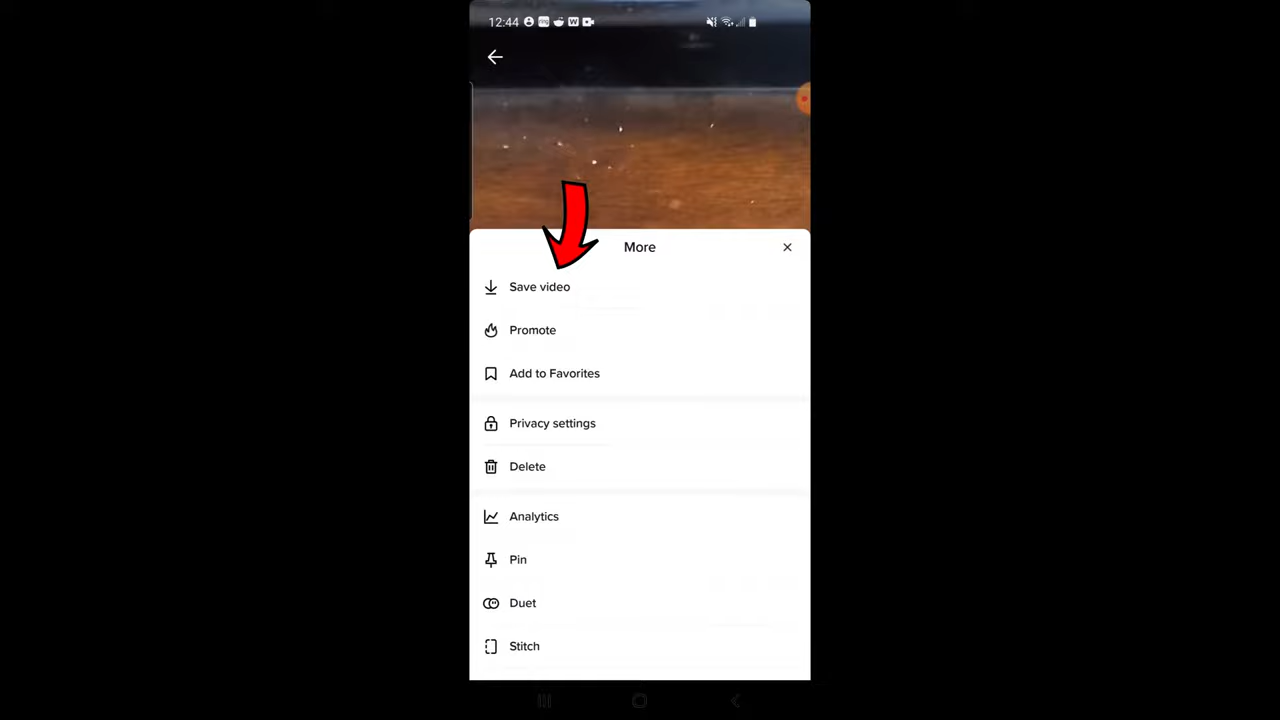 12:44
More
Save video
Promote
Add to Favorites
Privacy settings
Delete
Analytics
Pin
Duet
Stitch